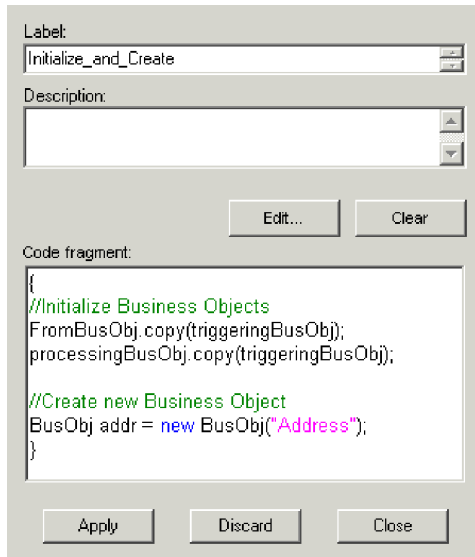 Label:
Initialize_and_Create
Description:
Edit... Clear
Code fragment:
{
//Initialize Business Objects
FromBusObj.copy(triggeringBusObj);
processingBusObj.copy(triggeringBusObj);
//Create new Business Object
BusObj addr = new BusObj("Address");
}
Apply Discard Close